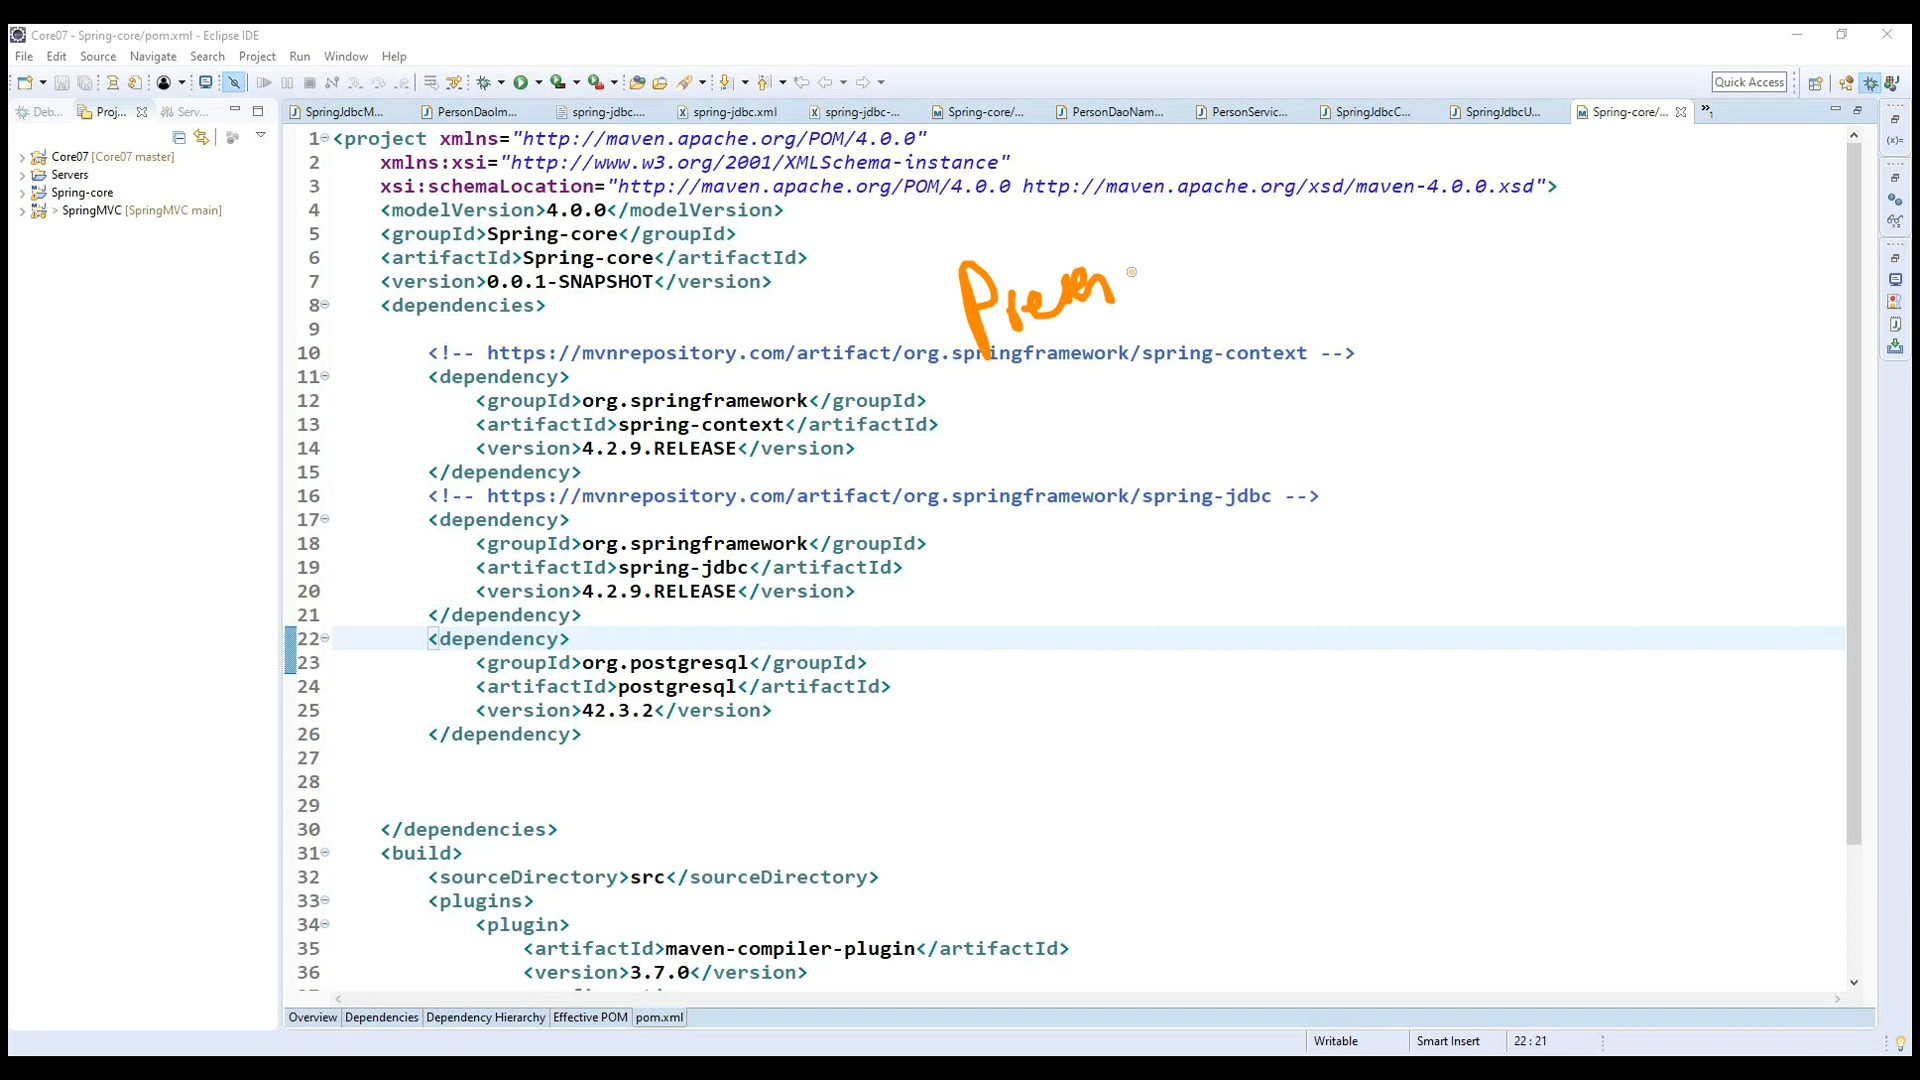 Core07 - Spring-core/pom.xml - Eclipse IDE
File Edit Source Navigate Search Project Run Window Help
Quick Access
Deb... Proj... Serv...
SpringJdbcM... PersonDaoIm... spring-jdbc.... spring-jdbc.xml spring-jdbc-... Spring-core/... PersonDaoNam... PersonServic... SpringJdbcC... SpringJdbcU... Spring-core/... »1
Core07 [Core07 master]
Servers
Spring-core
> SpringMVC [SpringMVC main]
1 <project xmlns="http://maven.apache.org/POM/4.0.0"
2 xmlns:xsi="http://www.w3.org/2001/XMLSchema-instance"
3 xsi:schemaLocation="http://maven.apache.org/POM/4.0.0 http://maven.apache.org/xsd/maven-4.0.0.xsd">
4 <modelVersion>4.0.0</modelVersion>
5 <groupId>Spring-core</groupId>
6 <artifactId>Spring-core</artifactId>
7 <version>0.0.1-SNAPSHOT</version>
8 <dependencies>
9
10 <!-- https://mvnrepository.com/artifact/org.springframework/spring-context -->
11 <dependency>
12 <groupId>org.springframework</groupId>
13 <artifactId>spring-context</artifactId>
14 <version>4.2.9.RELEASE</version>
15 </dependency>
16 <!-- https://mvnrepository.com/artifact/org.springframework/spring-jdbc -->
17 <dependency>
18 <groupId>org.springframework</groupId>
19 <artifactId>spring-jdbc</artifactId>
20 <version>4.2.9.RELEASE</version>
21 </dependency>
22 <dependency>
23 <groupId>org.postgresql</groupId>
24 <artifactId>postgresql</artifactId>
25 <version>42.3.2</version>
26 </dependency>
27
28
29
30 </dependencies>
31 <build>
32 <sourceDirectory>src</sourceDirectory>
33 <plugins>
34 <plugin>
35 <artifactId>maven-compiler-plugin</artifactId>
36 <version>3.7.0</version>
Overview Dependencies Dependency Hierarchy Effective POM pom.xml
Writable Smart Insert 22 : 21